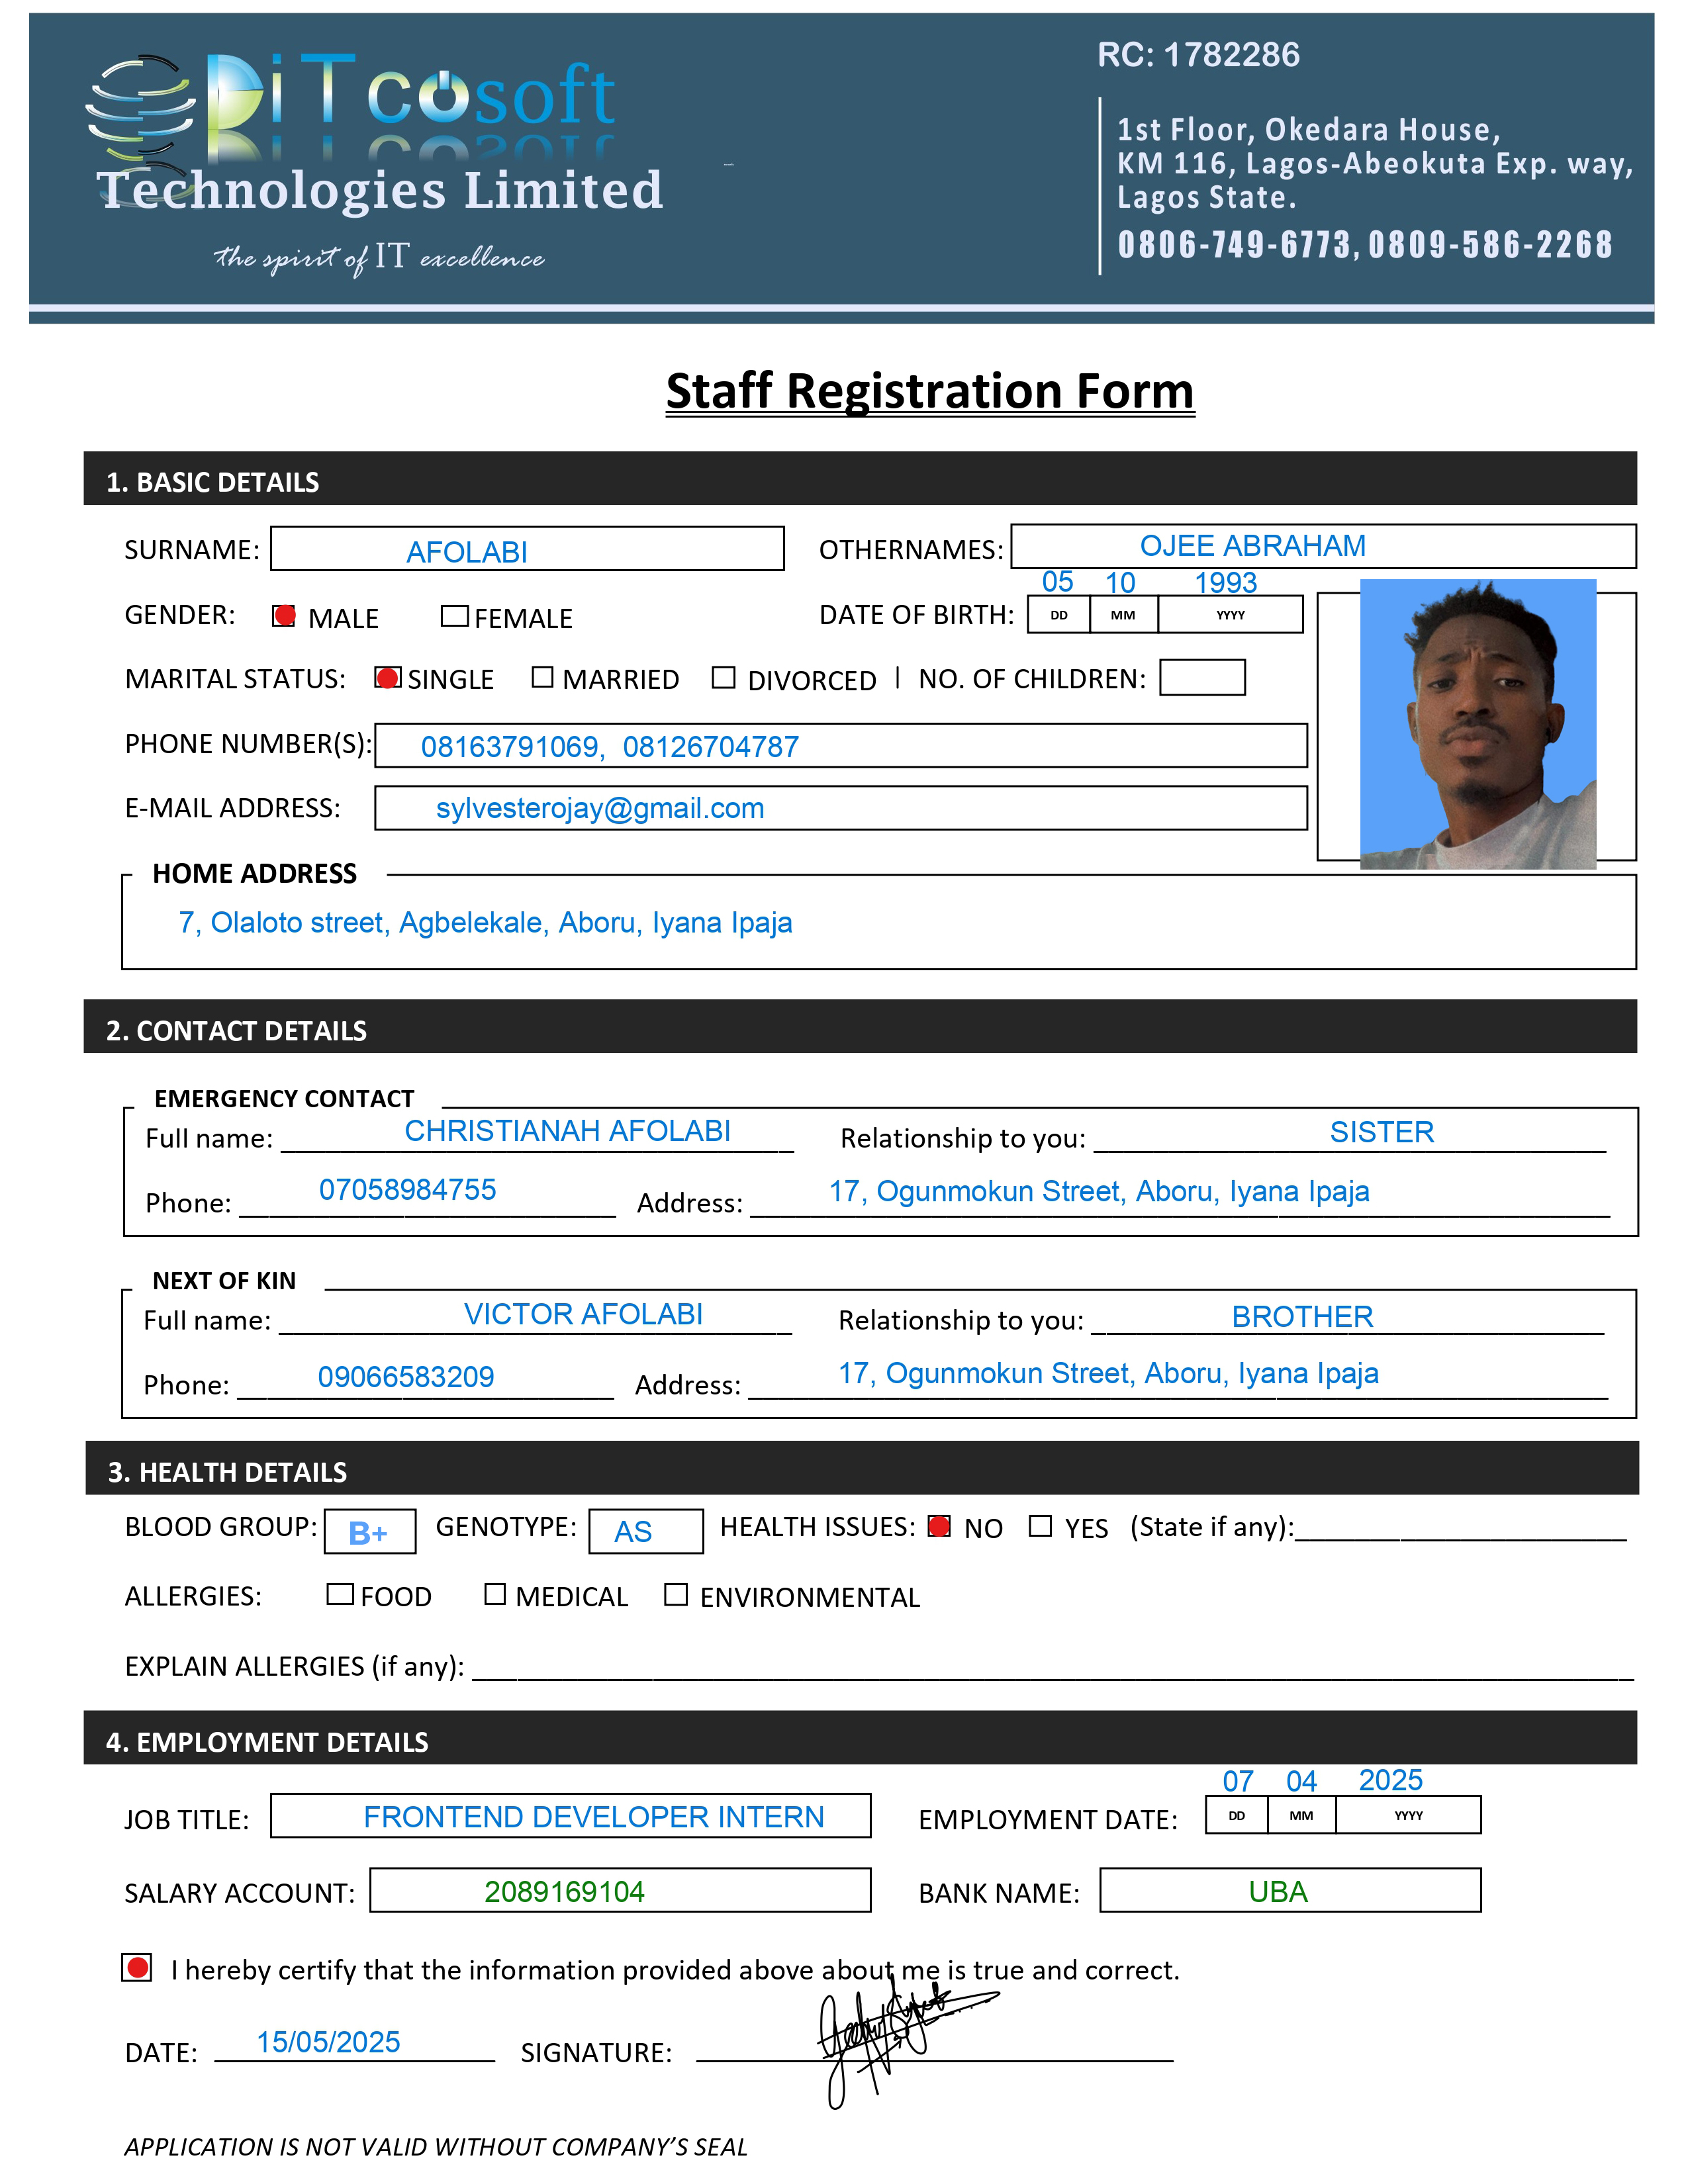 PiTcosoft
Technologies Limited
the spirit of IT excellence
RC: 1782286
1st Floor, Okedara House,
KM 116, Lagos-Abeokuta Exp. way,
Lagos State.
0806-749-6773, 0809-586-2268
Staff Registration Form
1. BASIC DETAILS
SURNAME: AFOLABI OTHERNAMES: OJEE ABRAHAM
05 10 1993
GENDER: MALE FEMALE DATE OF BIRTH: DD MM YYYY
MARITAL STATUS: SINGLE MARRIED DIVORCED | NO. OF CHILDREN:
PHONE NUMBER(S): 08163791069, 08126704787
E-MAIL ADDRESS: sylvesterojay@gmail.com
HOME ADDRESS
7, Olaloto street, Agbelekale, Aboru, Iyana Ipaja
2. CONTACT DETAILS
EMERGENCY CONTACT
Full name: CHRISTIANAH AFOLABI Relationship to you: SISTER
Phone: 07058984755 Address: 17, Ogunmokun Street, Aboru, Iyana Ipaja
NEXT OF KIN
Full name: VICTOR AFOLABI Relationship to you: BROTHER
Phone: 09066583209 Address: 17, Ogunmokun Street, Aboru, Iyana Ipaja
3. HEALTH DETAILS
BLOOD GROUP: B+ GENOTYPE: AS HEALTH ISSUES: NO YES (State if any):
ALLERGIES: FOOD MEDICAL ENVIRONMENTAL
EXPLAIN ALLERGIES (if any):
4. EMPLOYMENT DETAILS
07 04 2025
JOB TITLE: FRONTEND DEVELOPER INTERN EMPLOYMENT DATE: DD MM YYYY
SALARY ACCOUNT: 2089169104 BANK NAME: UBA
I hereby certify that the information provided above about me is true and correct.
DATE: 15/05/2025 SIGNATURE:
APPLICATION IS NOT VALID WITHOUT COMPANY'S SEAL